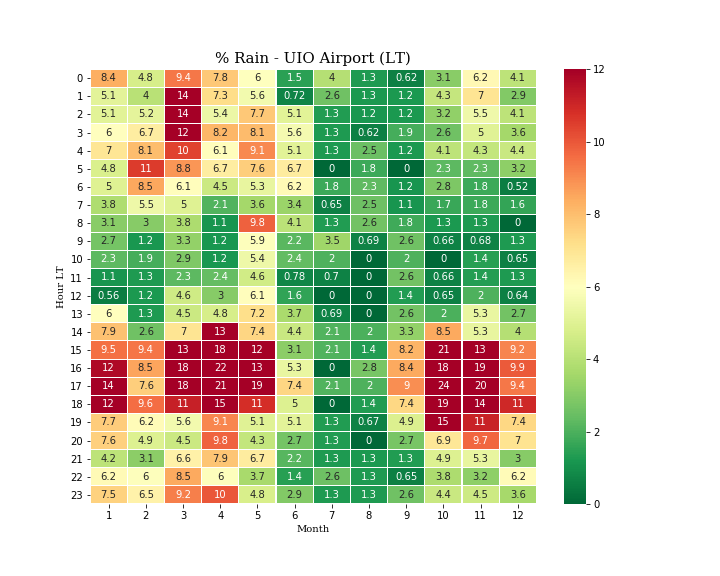 % Rain - UIO Airport (LT)
0 8.4 4.8 9.4 7.8 6 1.5 4 1.3 0.62 3.1 6.2 4.1
1 5.1 4 14 7.3 5.6 0.72 2.6 1.3 1.2 4.3 7 2.9
2 5.1 5.2 14 5.4 7.7 5.1 1.3 1.2 1.2 3.2 5.5 4.1
3 6 6.7 12 8.2 8.1 5.6 1.3 0.62 1.9 2.6 5 3.6
4 7 8.1 10 6.1 9.1 5.1 1.3 2.5 1.2 4.1 4.3 4.4
5 4.8 11 8.8 6.7 7.6 6.7 0 1.8 0 2.3 2.3 3.2
6 5 8.5 6.1 4.5 5.3 6.2 1.8 2.3 1.2 2.8 1.8 0.52
7 3.8 5.5 5 2.1 3.6 3.4 0.65 2.5 1.1 1.7 1.8 1.6
8 3.1 3 3.8 1.1 9.8 4.1 1.3 2.6 1.8 1.3 1.3 0
9 2.7 1.2 3.3 1.2 5.9 2.2 3.5 0.69 2.6 0.66 0.68 1.3
10 2.3 1.9 2.9 1.2 5.4 2.4 2 0 2 0 1.4 0.65
11 1.1 1.3 2.3 2.4 4.6 0.78 0.7 0 2.6 0.66 1.4 1.3
12 0.56 1.2 4.6 3 6.1 1.6 0 0 1.4 0.65 2 0.64
13 6 1.3 4.5 4.8 7.2 3.7 0.69 0 2.6 2 5.3 2.7
14 7.9 2.6 7 13 7.4 4.4 2.1 2 3.3 8.5 5.3 4
15 9.5 9.4 13 18 12 3.1 2.1 1.4 8.2 21 13 9.2
16 12 8.5 18 22 13 5.3 0 2.8 8.4 18 19 9.9
17 14 7.6 18 21 19 7.4 2.1 2 9 24 20 9.4
18 12 9.6 11 15 11 5 0 1.4 7.4 19 14 11
19 7.7 6.2 5.6 9.1 5.1 5.1 1.3 0.67 4.9 15 11 7.4
20 7.6 4.9 4.5 9.8 4.3 2.7 1.3 0 2.7 6.9 9.7 7
21 4.2 3.1 6.6 7.9 6.7 2.2 1.3 1.3 1.3 4.9 5.3 3
22 6.2 6 8.5 6 3.7 1.4 2.6 1.3 0.65 3.8 3.2 6.2
23 7.5 6.5 9.2 10 4.8 2.9 1.3 1.3 2.6 4.4 4.5 3.6
1 2 3 4 5 6 7 8 9 10 11 12
Month
Hour LT
12
10
8
6
4
2
0